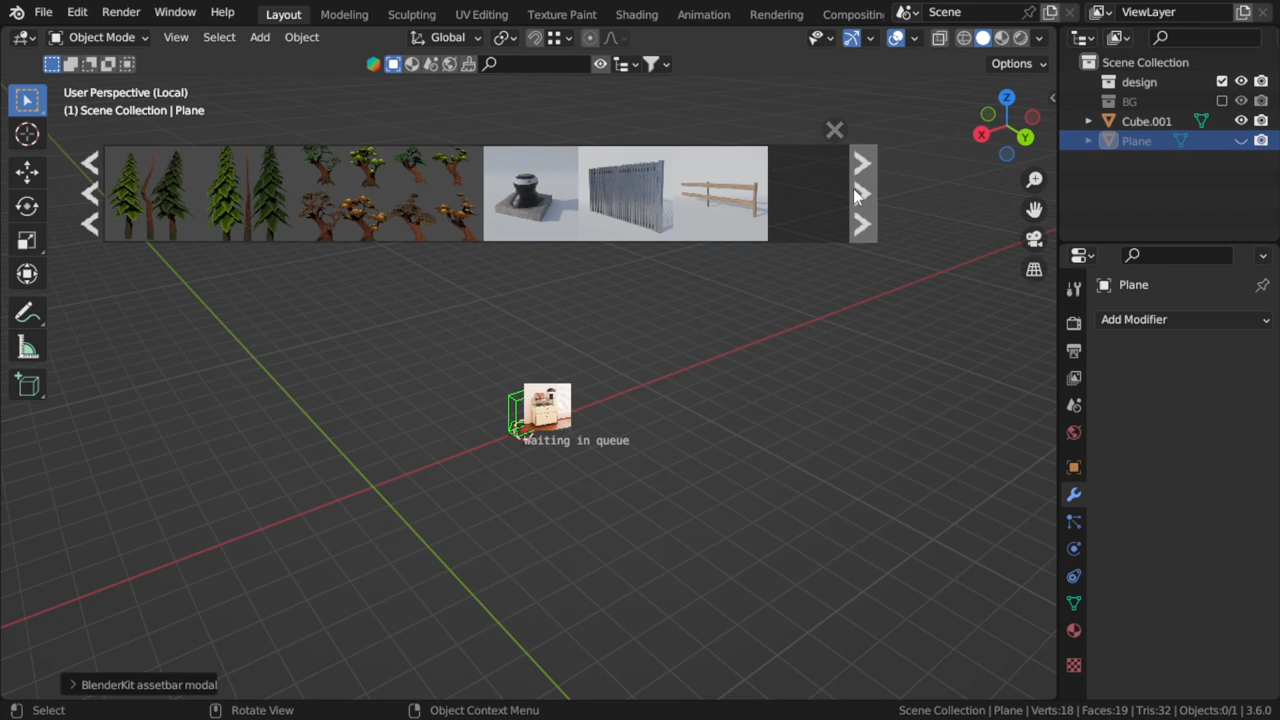 File Edit Render Window Help Layout Modeling Sculpting UV Editing Texture Paint Shading Animation Rendering Compositing Scene ViewLayer
Object Mode View Select Add Object Global
Options
User Perspective (Local)
(1) Scene Collection | Plane
Scene Collection
design
BG
Cube.001
Plane
X Y Z
Plane
Add Modifier
Waiting in queue
BlenderKit assetbar modal
Select Rotate View Object Context Menu Scene Collection | Plane | Verts:18 | Faces:19 | Tris:32 | Objects:0/1 | 3.6.0